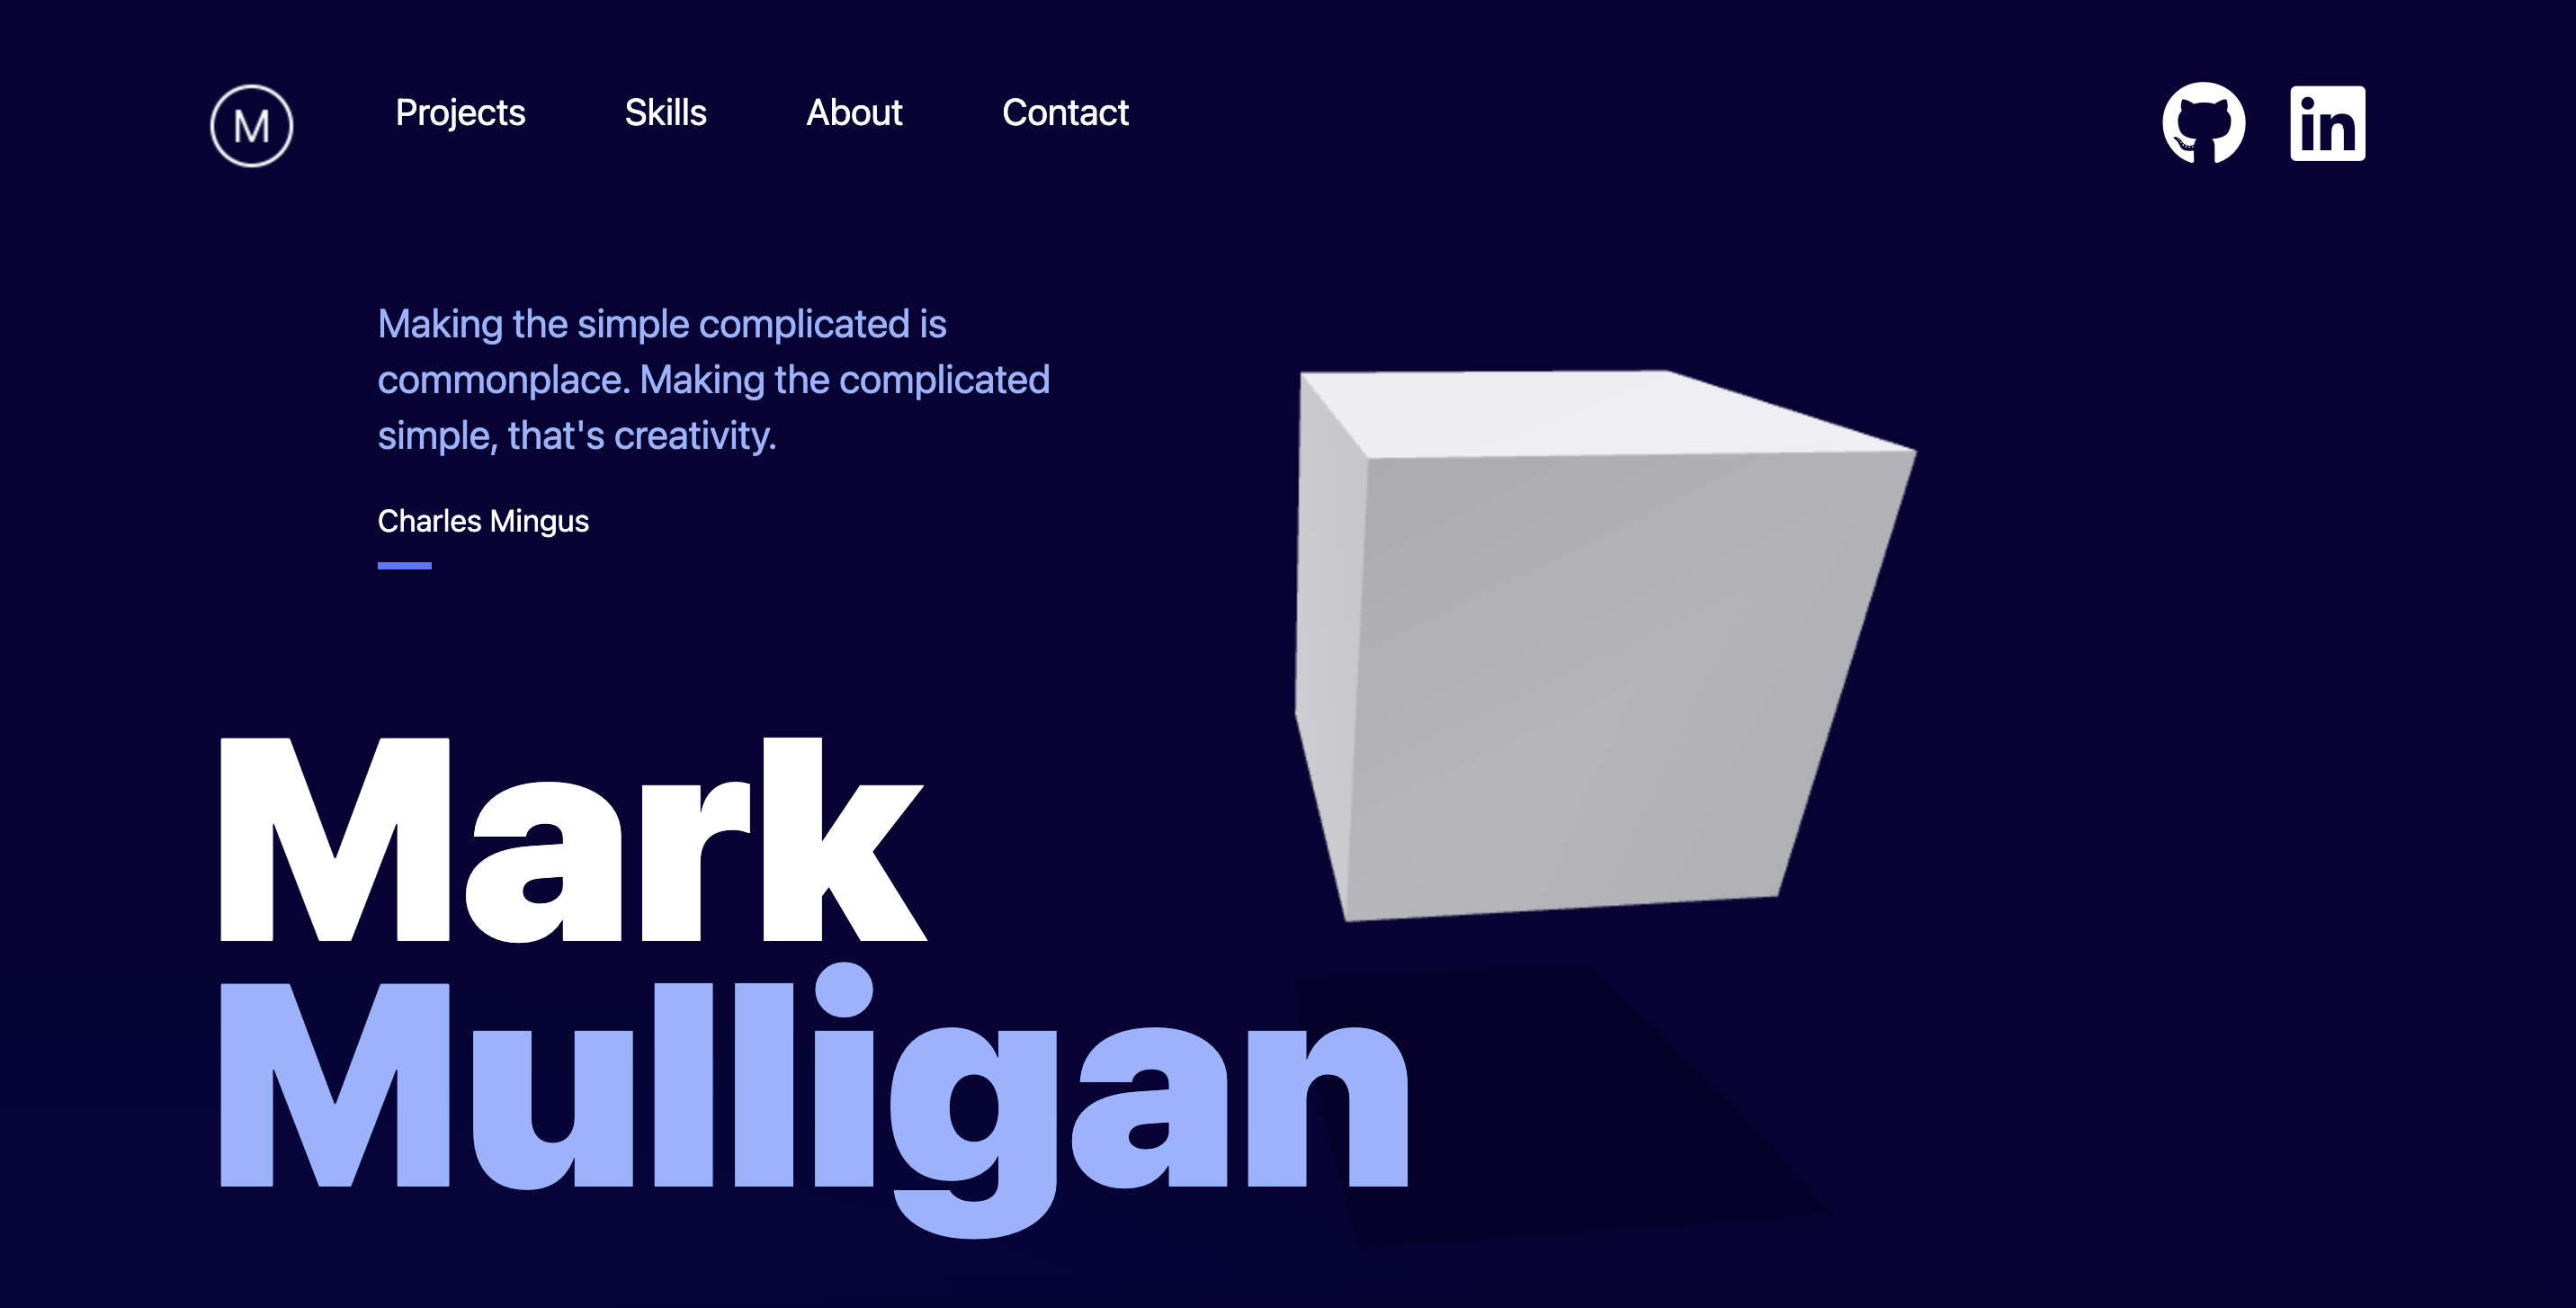 M
Projects Skills About Contact
in
Making the simple complicated is
commonplace. Making the complicated
simple, that's creativity.
Charles Mingus
Mark
Mulligan